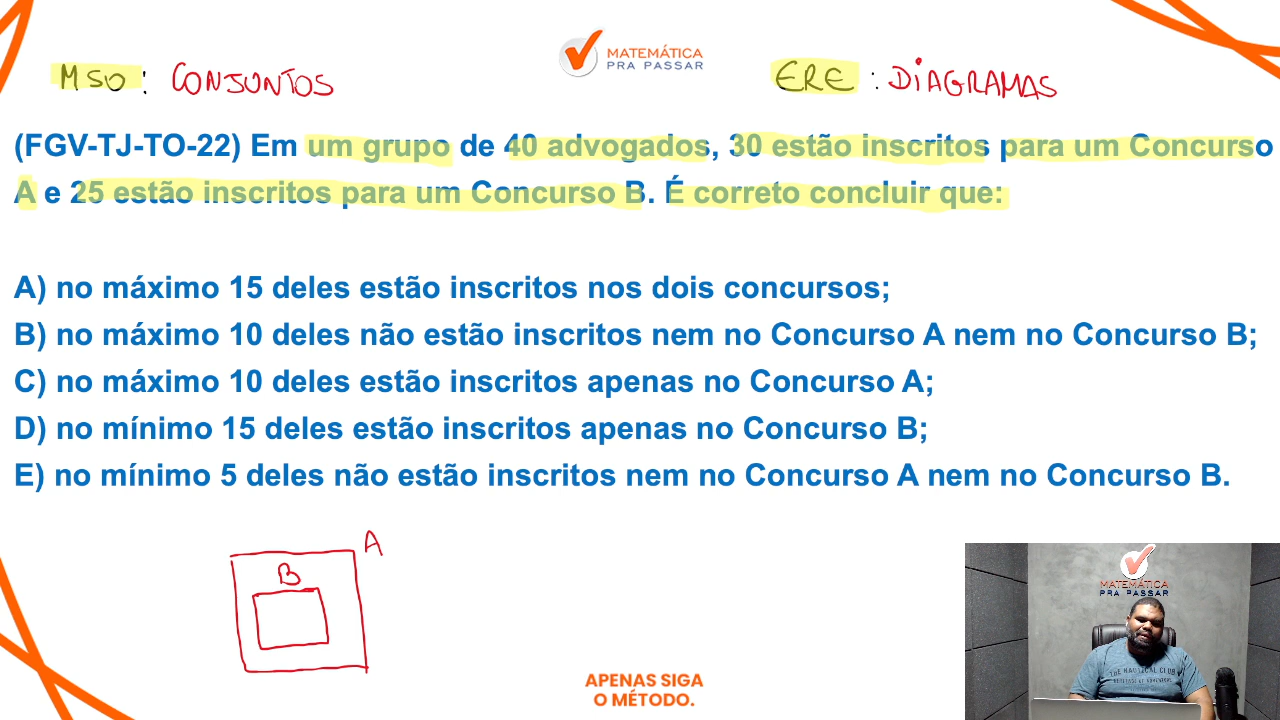 MATEMÁTICA
PRA PASSAR
MSO : CONJUNTOS
ERE : DIAGRAMAS
(FGV-TJ-TO-22) Em um grupo de 40 advogados, 30 estão inscritos para um Concurso
A e 25 estão inscritos para um Concurso B. É correto concluir que:
A) no máximo 15 deles estão inscritos nos dois concursos;
B) no máximo 10 deles não estão inscritos nem no Concurso A nem no Concurso B;
C) no máximo 10 deles estão inscritos apenas no Concurso A;
D) no mínimo 15 deles estão inscritos apenas no Concurso B;
E) no mínimo 5 deles não estão inscritos nem no Concurso A nem no Concurso B.
A
B
MATEMÁTICA
PRA PASSAR
THE NAUTICAL CLUB
APENAS SIGA
O MÉTODO.